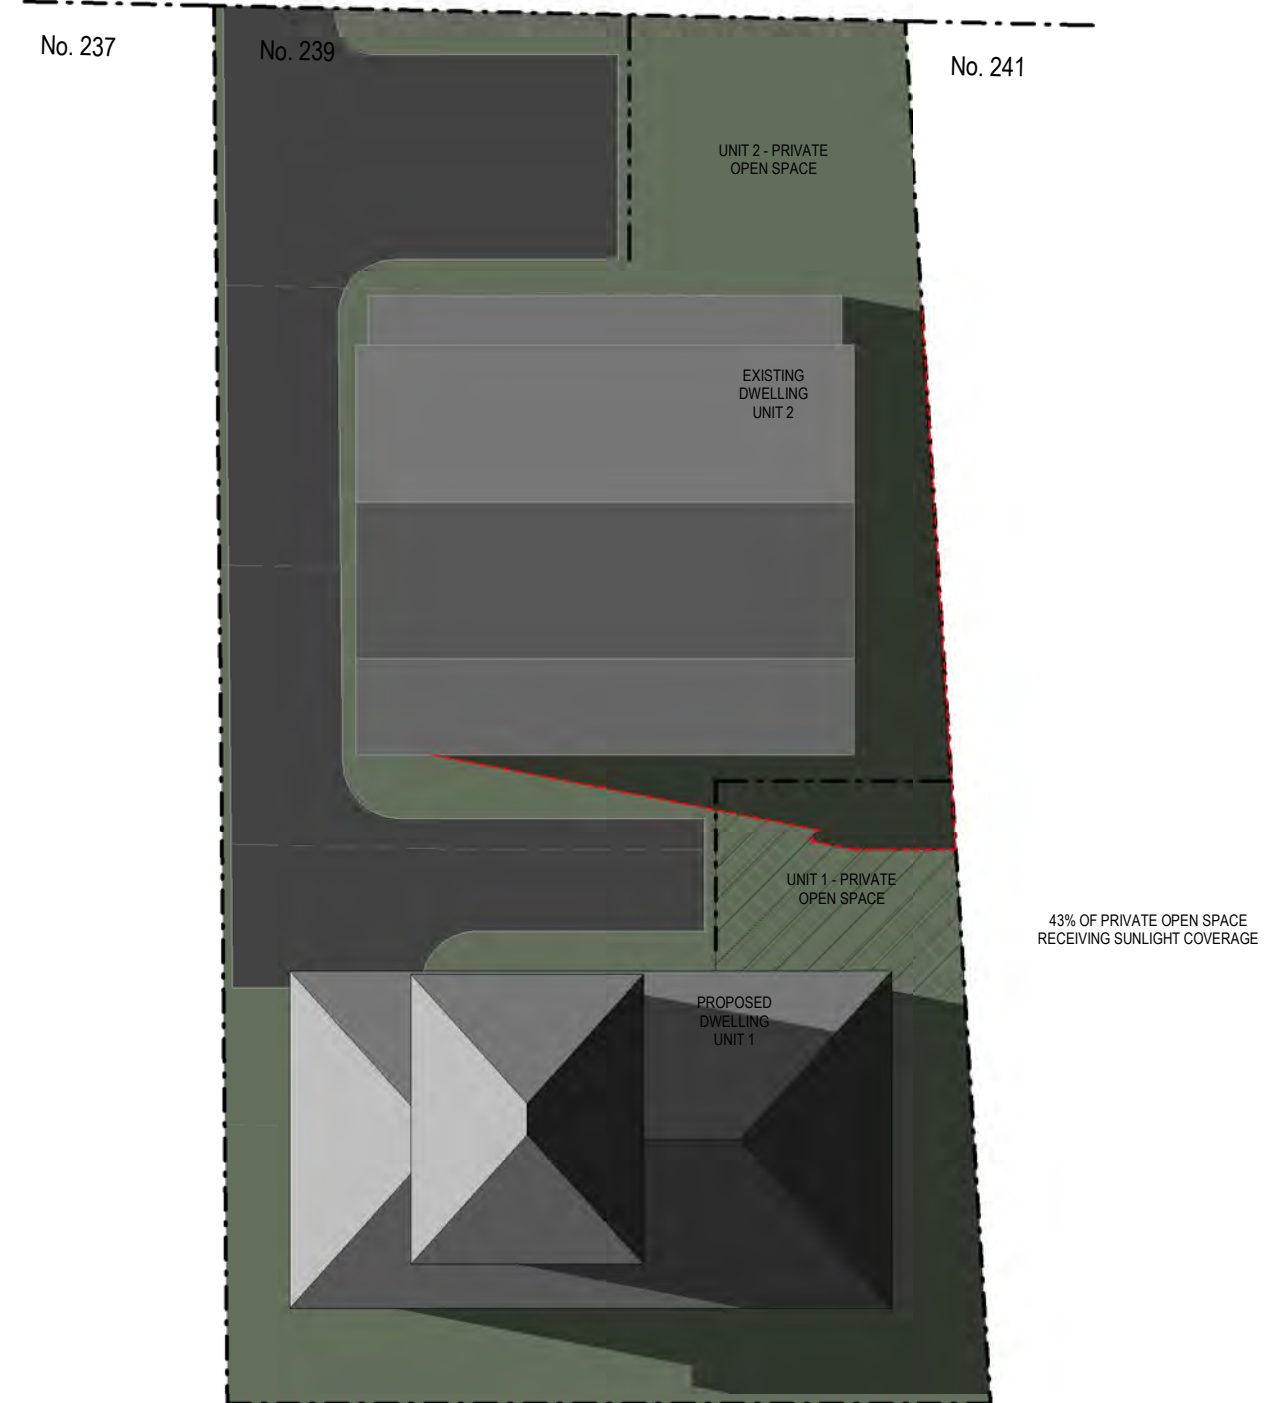 No. 237
No. 239
No. 241
UNIT 2 - PRIVATE
OPEN SPACE
EXISTING
DWELLING
UNIT 2
UNIT 1 - PRIVATE
OPEN SPACE
43% OF PRIVATE OPEN SPACE
RECEIVING SUNLIGHT COVERAGE
PROPOSED
DWELLING
UNIT 1